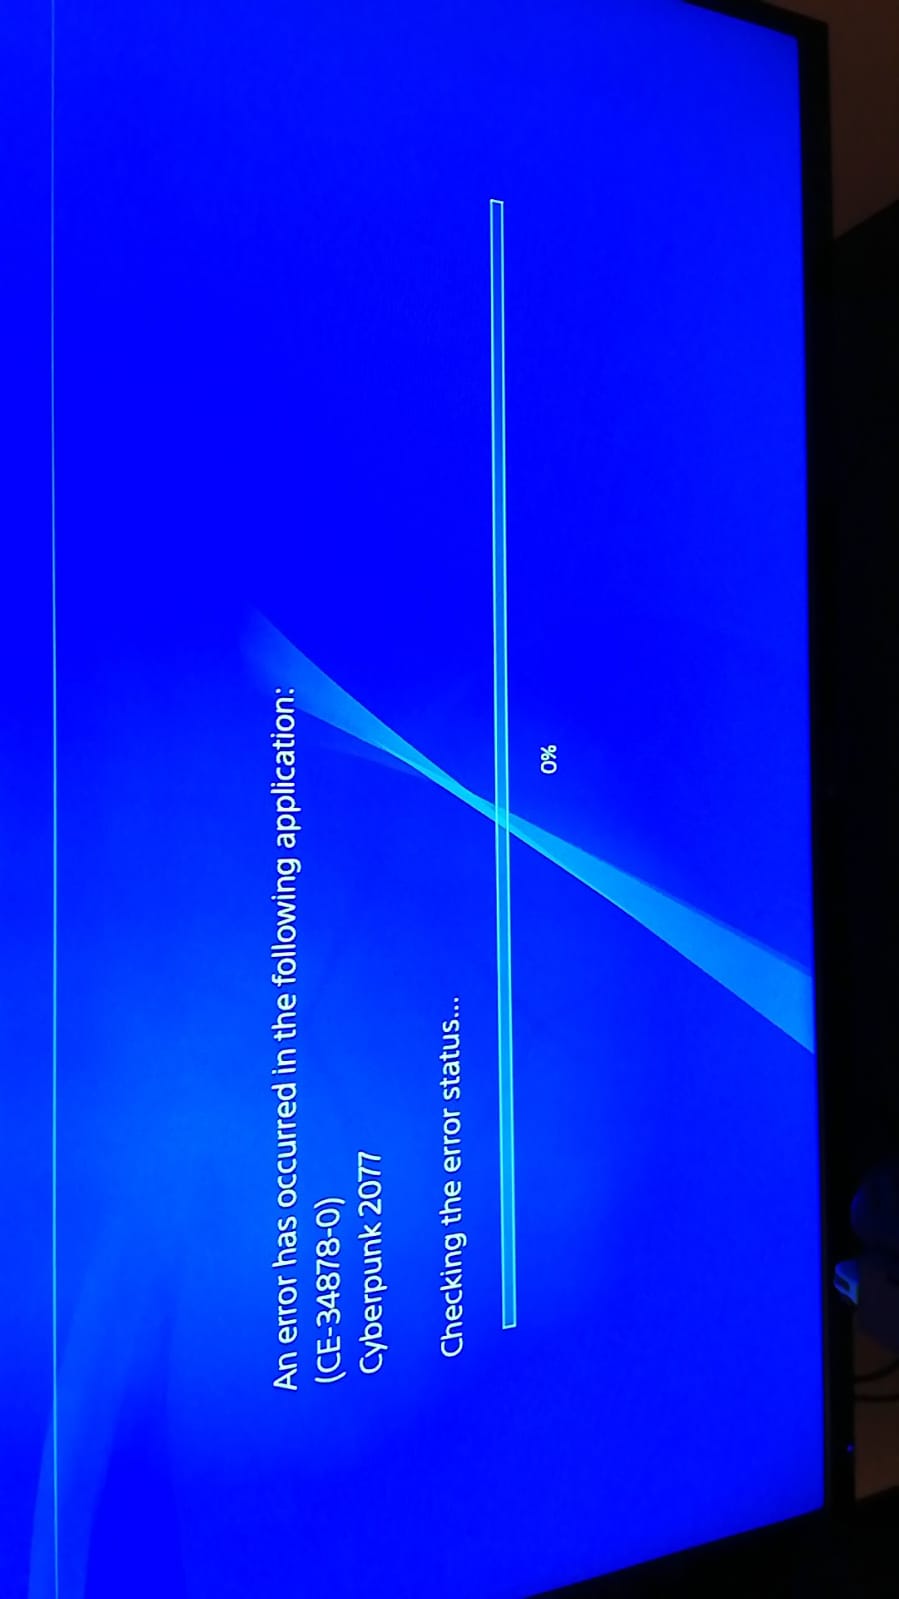 An error has occurred in the following application:
(CE-34878-0)
Cyberpunk 2077
Checking the error status...
0%